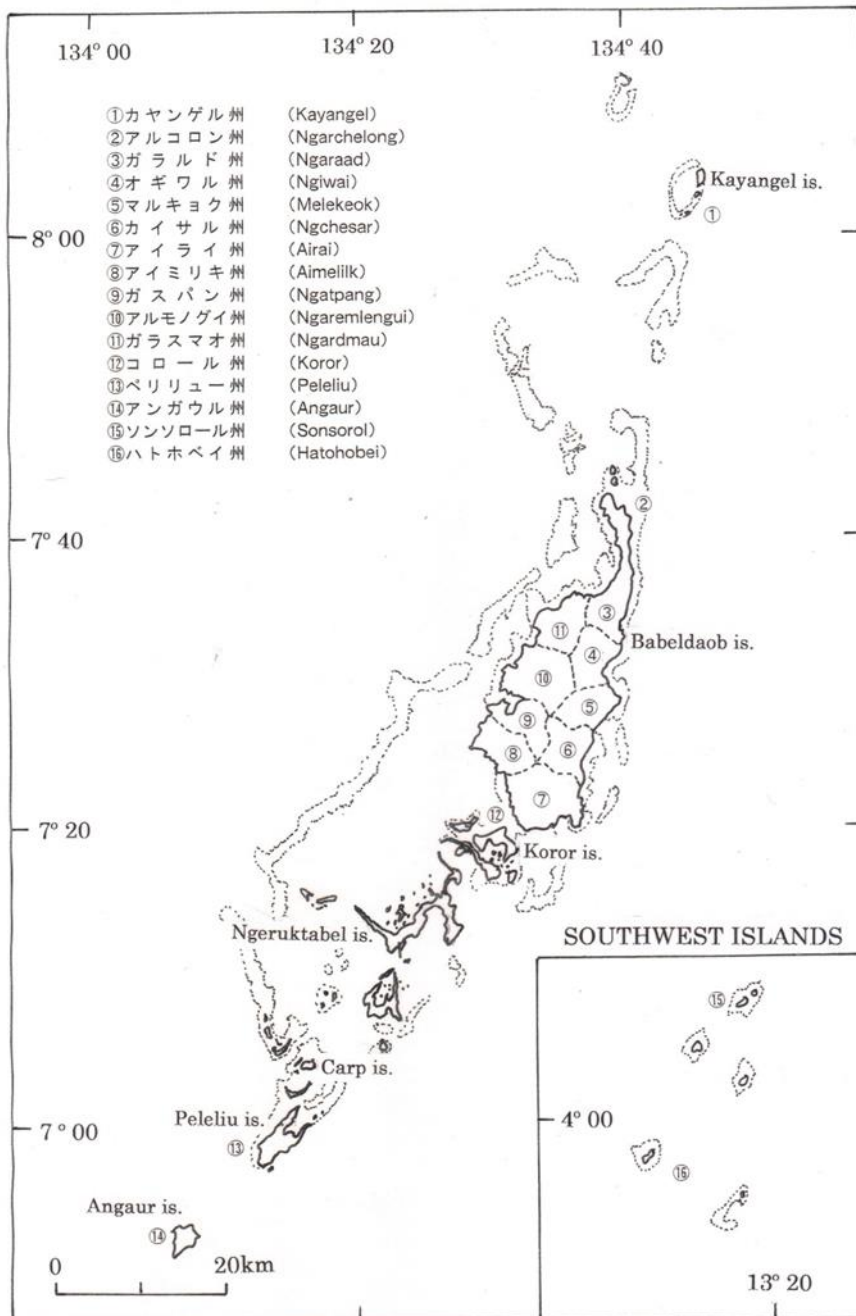 134° 00
134° 20
134° 40
①カヤンゲル州 (Kayangel)
②アルコロン州 (Ngarchelong)
③ガラルド州 (Ngaraad)
④オギワル州 (Ngiwai)
⑤マルキョク州 (Melekeok)
⑥カイサル州 (Ngchesar)
⑦アイライ州 (Airai)
⑧アイミリキ州 (Aimelilk)
⑨ガスパン州 (Ngatpang)
⑩アルモノグイ州 (Ngaremlengui)
⑪ガラスマオ州 (Ngardmau)
⑫コロール州 (Koror)
⑬ペリリュー州 (Peleliu)
⑭アンガウル州 (Angaur)
⑮ソンソロール州 (Sonsorol)
⑯ハトホベイ州 (Hatohobei)
Kayangel is.
①
8° 00
②
7° 40
③
⑪
Babeldaob is.
④
⑩
⑤
⑨
⑥
⑧
⑦
⑫
7° 20
Koror is.
Ngeruktabel is.
SOUTHWEST ISLANDS
⑮
Carp is.
Peleliu is.
4° 00
7° 00
⑬
⑯
Angaur is.
⑭
0 20km
13° 20